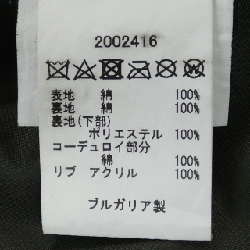 2002416
表地 綿 100%
裏地 綿 100%
裏地(下部)
ポリエステル 100%
コーデュロイ部分
綿 100%
リブ アクリル 100%
ブルガリア製